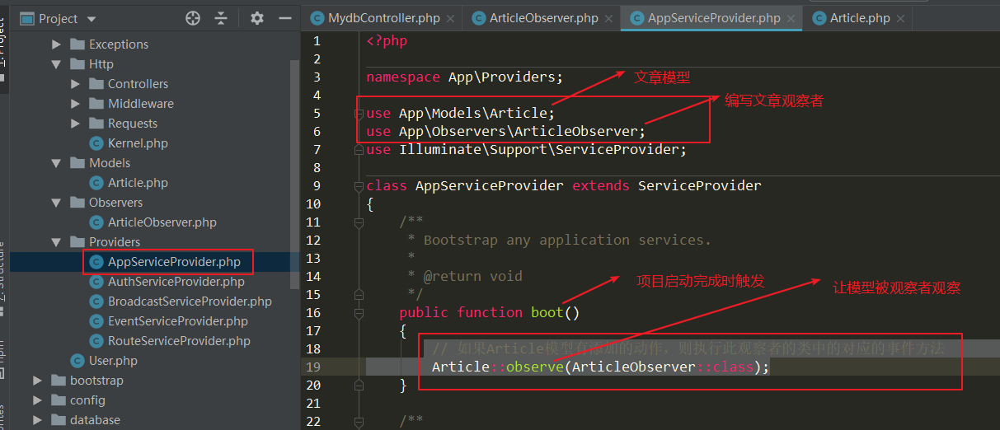 Project
MydbController.php
ArticleObserver.php
AppServiceProvider.php
Article.php
Exceptions
Http
Controllers
Middleware
Requests
Kernel.php
Models
Article.php
Observers
ArticleObserver.php
Providers
AppServiceProvider.php
AuthServiceProvider.php
BroadcastServiceProvider.php
EventServiceProvider.php
RouteServiceProvider.php
User.php
bootstrap
config
database
1 <?php
2
3 namespace App\Providers;
文章模型
4
编写文章观察者
5 use App\Models\Article;
6 use App\Observers\ArticleObserver;
7 use Illuminate\Support\ServiceProvider;
8
9 class AppServiceProvider extends ServiceProvider
10 {
11 /**
12 * Bootstrap any application services.
13 *
14 * @return void
项目启动完成时触发
让模型被观察者观察
15 */
16 public function boot()
17 {
18 // 如果Article模型有添加的动作，则执行此观察者的类中的对应的事件方法
19 Article::observe(ArticleObserver::class);
20 }
21
22 /**